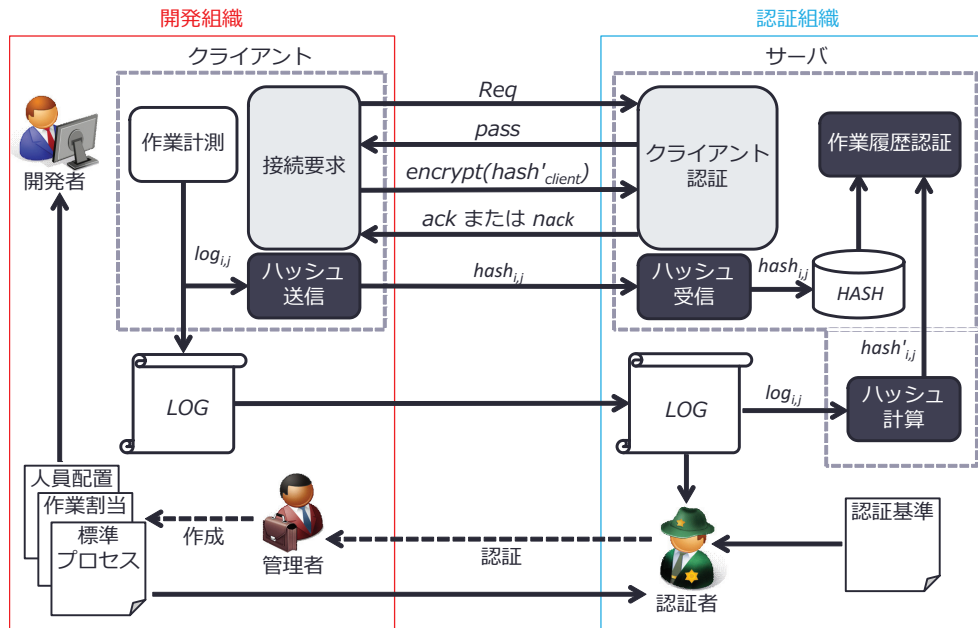 開発組織
認証組織
クライアント
サーバ
開発者
作業計測
接続要求
Req
pass
encrypt(hash'client)
ack または nack
クライアント
認証
作業履歴認証
logi,j
ハッシュ
送信
hashi,j
ハッシュ
受信
hashi,j
HASH
hash'i,j
LOG
LOG
logi,j
ハッシュ
計算
人員配置
作業割当
標準
プロセス
作成
管理者
認証
認証者
認証基準